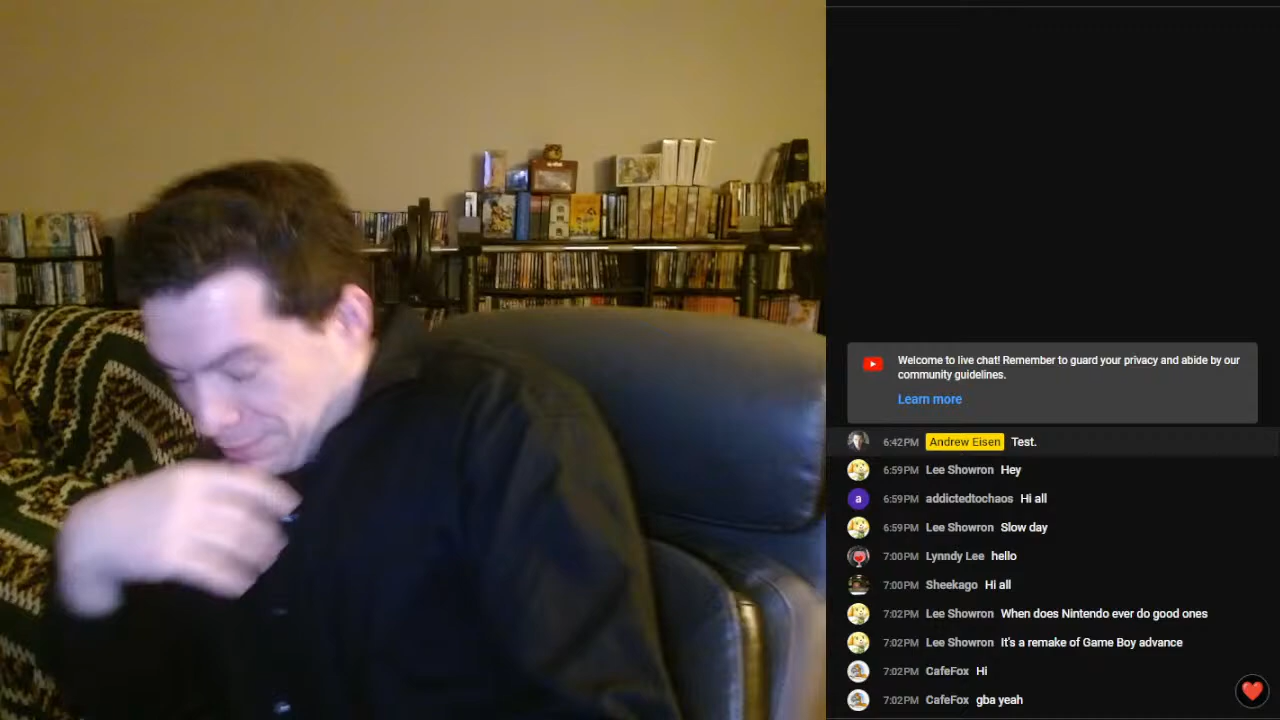 Welcome to live chat! Remember to guard your privacy and abide by our
community guidelines.
Learn more
6:42PM Andrew Eisen Test.
6:59PM Lee Showron Hey
a 6:59PM addictedtochaos Hi all
6:59PM Lee Showron Slow day
7:00PM Lynndy Lee hello
7:00PM Sheekago Hi all
7:02PM Lee Showron When does Nintendo ever do good ones
7:02PM Lee Showron It's a remake of Game Boy advance
7:02PM CafeFox Hi
7:02PM CafeFox gba yeah